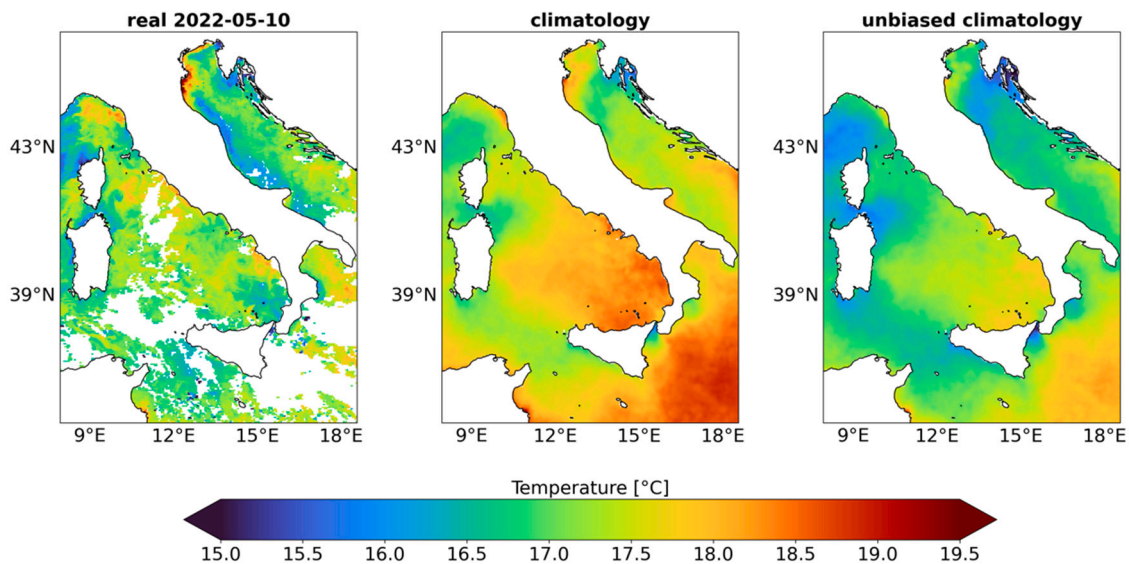 real 2022-05-10 climatology unbiased climatology
43°N 43°N 43°N
39°N 39°N 39°N
9°E 12°E 15°E 18°E 9°E 12°E 15°E 18°E 9°E 12°E 15°E 18°E
Temperature [°C]
15.0 15.5 16.0 16.5 17.0 17.5 18.0 18.5 19.0 19.5